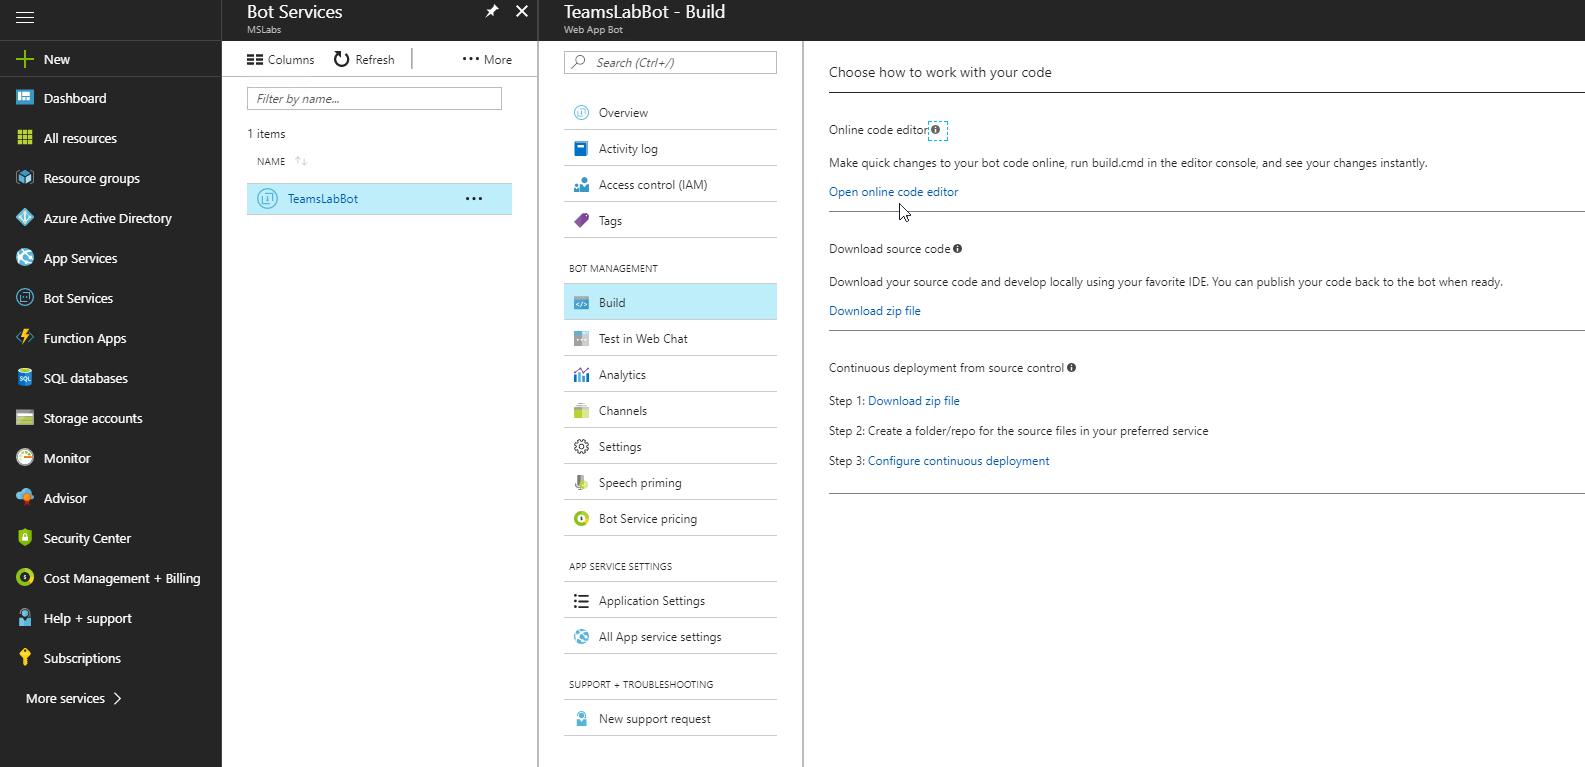 New
Dashboard
All resources
Resource groups
Azure Active Directory
App Services
Bot Services
Function Apps
SQL databases
Storage accounts
Monitor
Advisor
Security Center
Cost Management + Billing
Help + support
Subscriptions
More services
Bot Services
MSLabs
Columns
Refresh
More
Filter by name...
1 items
NAME
TeamsLabBot
TeamsLabBot - Build
Web App Bot
Search (Ctrl+/)
Overview
Activity log
Access control (IAM)
Tags
BOT MANAGEMENT
Build
Test in Web Chat
Analytics
Channels
Settings
Speech priming
Bot Service pricing
APP SERVICE SETTINGS
Application Settings
All App service settings
SUPPORT + TROUBLESHOOTING
New support request
Choose how to work with your code
Online code editor
Make quick changes to your bot code online, run build.cmd in the editor console, and see your changes instantly.
Open online code editor
Download source code
Download your source code and develop locally using your favorite IDE. You can publish your code back to the bot when ready.
Download zip file
Continuous deployment from source control
Step 1: Download zip file
Step 2: Create a folder/repo for the source files in your preferred service
Step 3: Configure continuous deployment